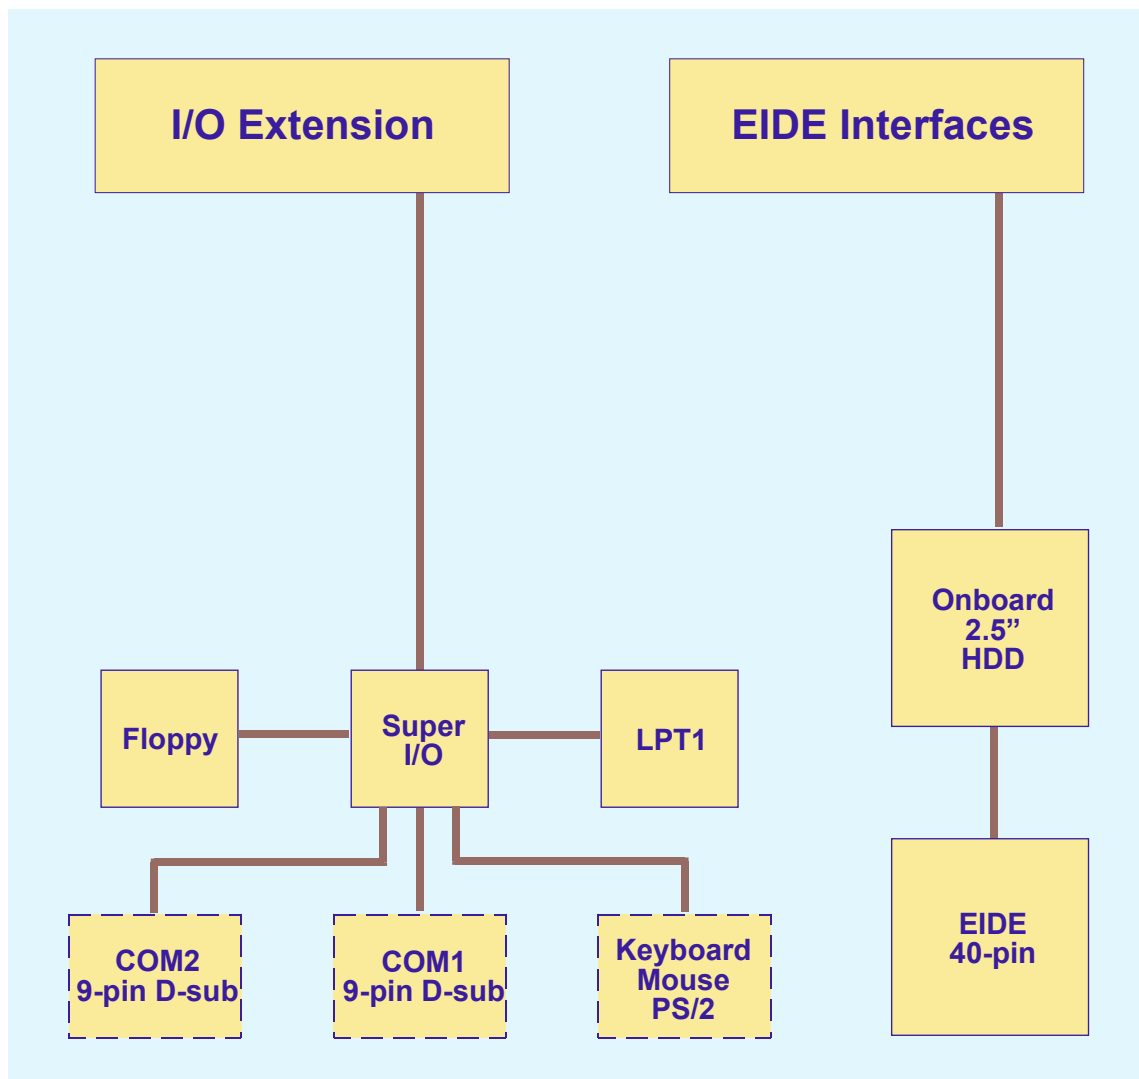 I/O Extension
EIDE Interfaces
Onboard
2.5”
HDD
Floppy
Super
I/O
LPT1
COM2
9-pin D-sub
COM1
9-pin D-sub
Keyboard
Mouse
PS/2
EIDE
40-pin